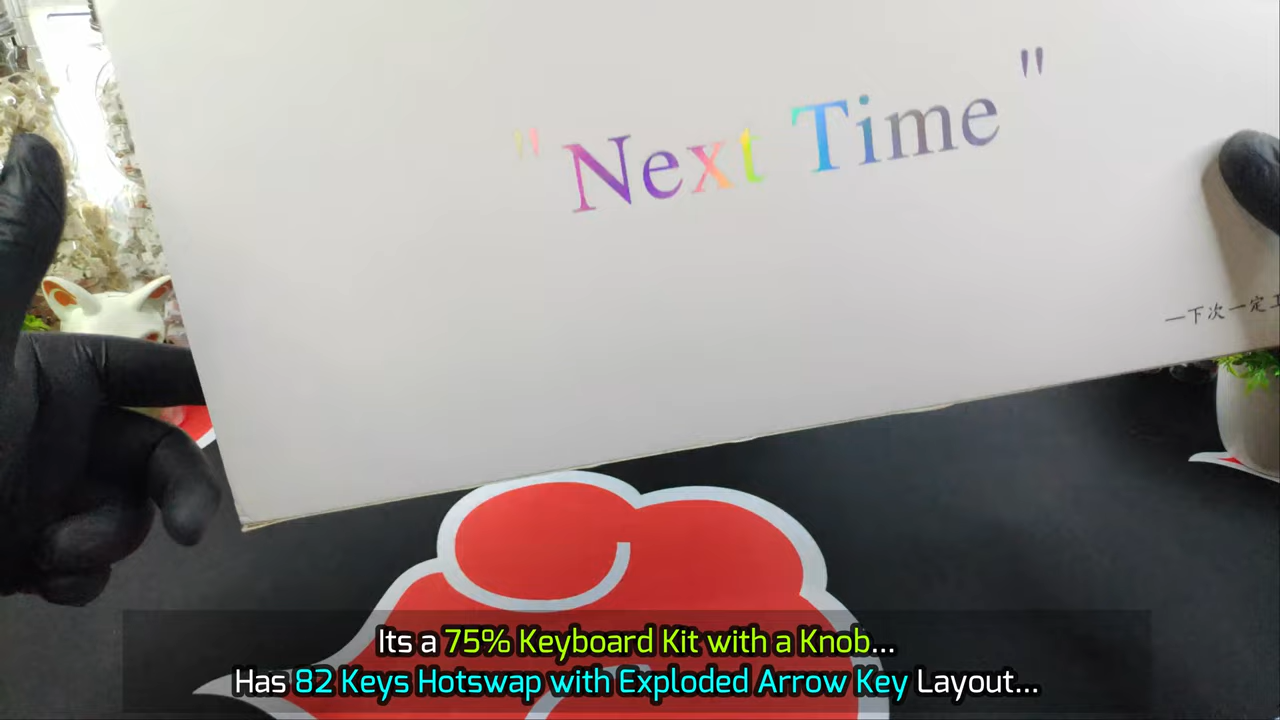 "Next Time"
—下次一定工
Its a 75% Keyboard Kit with a Knob...
Has 82 Keys Hotswap with Exploded Arrow Key Layout...